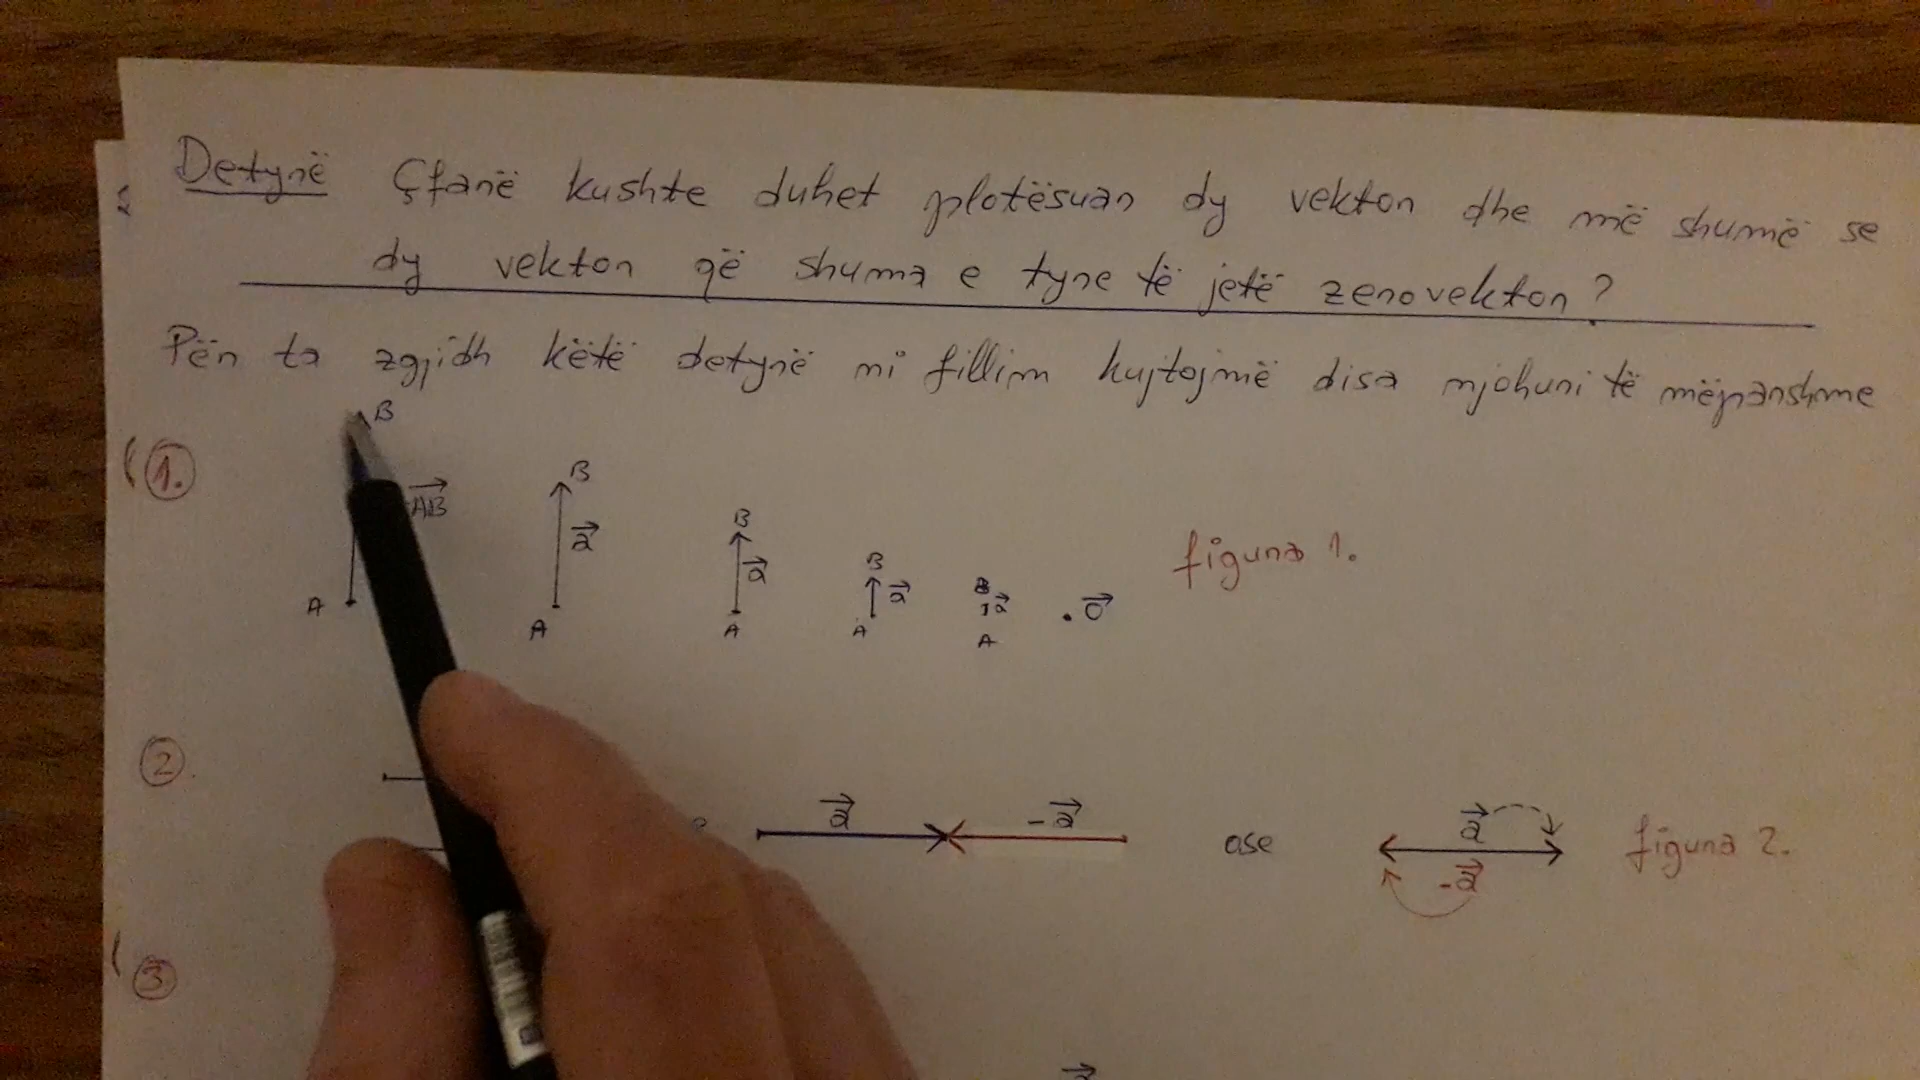 Detyrë Çfarë kushte duhet plotësuar dy vektor dhe më shumë se
dy vektor që shuma e tyre të jetë zerovektor?
Për ta zgjidh këtë detyrë ni fillim kujtojmë disa njohuni të mëparshme
1. A B AB A B a A B a A B a A B a 0 figura 1.
2. a -a ose a -a figura 2.
3
a